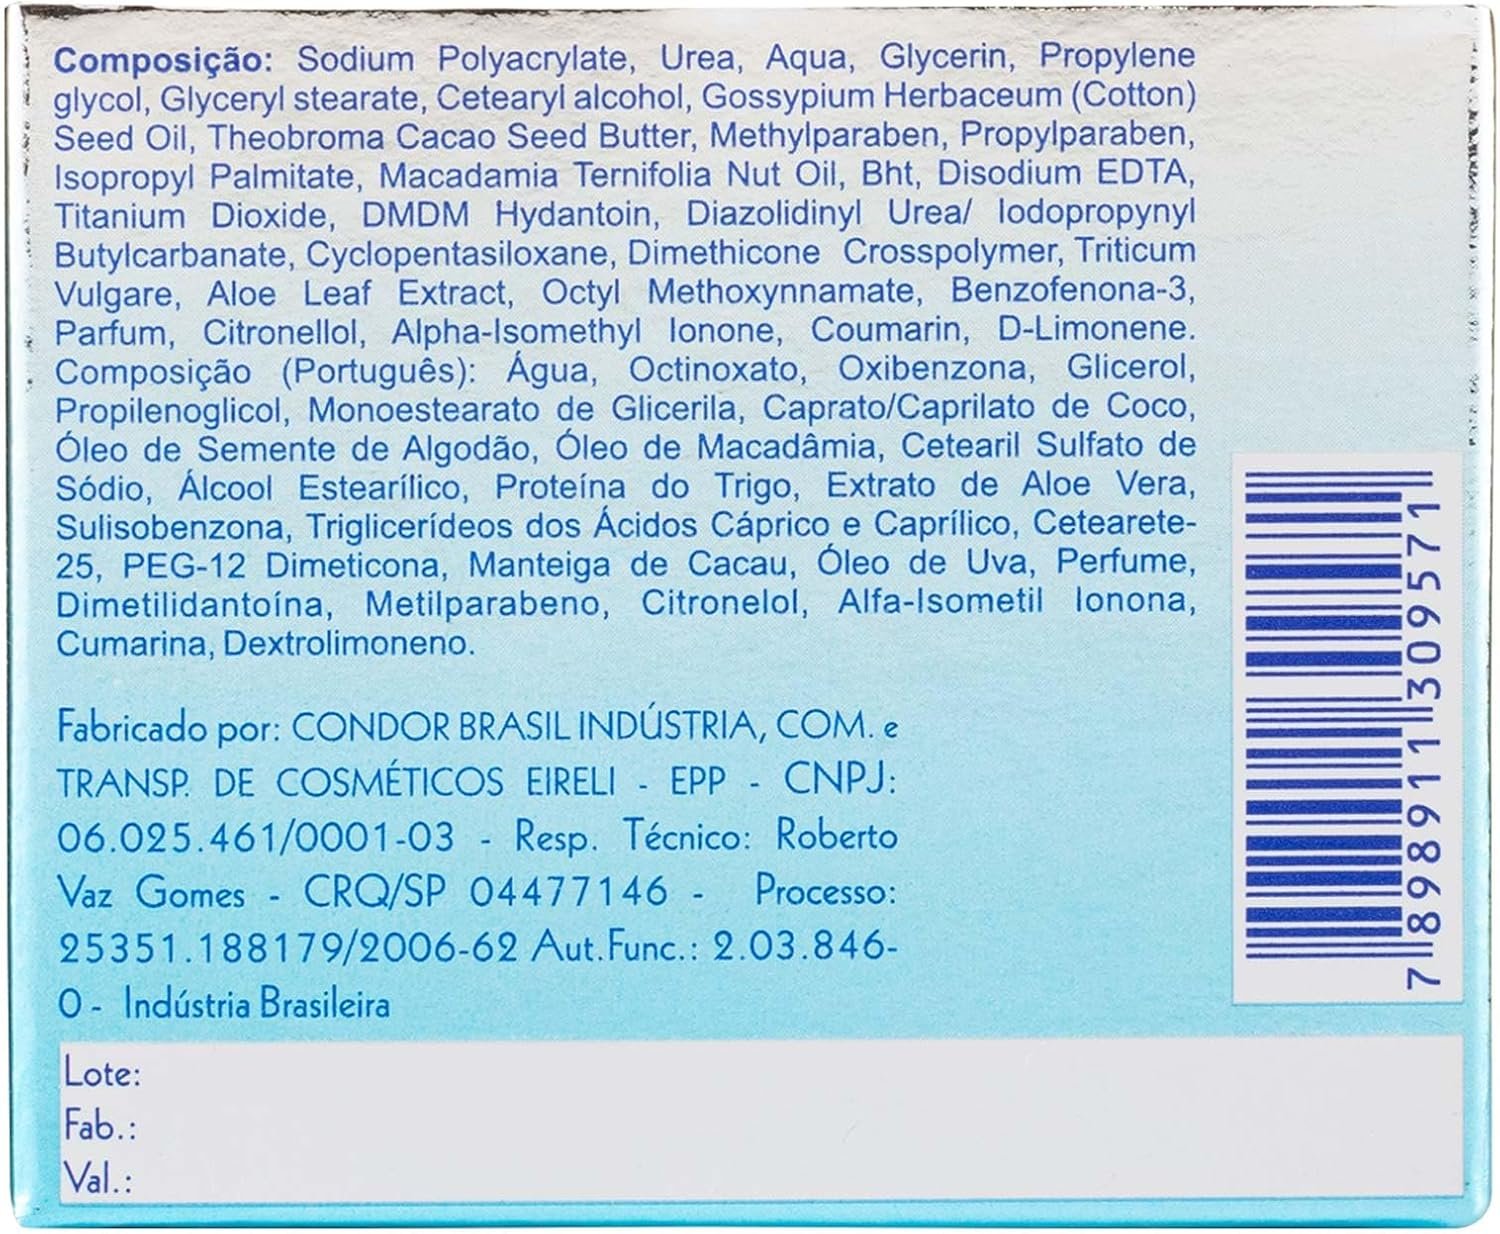 Composição: Sodium Polyacrylate, Urea, Aqua, Glycerin, Propylene
glycol, Glyceryl stearate, Cetearyl alcohol, Gossypium Herbaceum (Cotton)
Seed Oil, Theobroma Cacao Seed Butter, Methylparaben, Propylparaben,
Isopropyl Palmitate, Macadamia Ternifolia Nut Oil, Bht, Disodium EDTA,
Titanium Dioxide, DMDM Hydantoin, Diazolidinyl Urea/ Iodopropynyl
Butylcarbanate, Cyclopentasiloxane, Dimethicone Crosspolymer, Triticum
Vulgare, Aloe Leaf Extract, Octyl Methoxynnamate, Benzofenona-3,
Parfum, Citronellol, Alpha-Isomethyl Ionone, Coumarin, D-Limonene.
Composição (Português): Água, Octinoxato, Oxibenzona, Glicerol,
Propilenoglicol, Monoestearato de Glicerila, Caprato/Caprilato de Coco,
Óleo de Semente de Algodão, Óleo de Macadâmia, Cetearil Sulfato de
Sódio, Álcool Estearílico, Proteína do Trigo, Extrato de Aloe Vera,
Sulisobenzona, Triglicerídeos dos Ácidos Cáprico e Caprílico, Cetearete-
25, PEG-12 Dimeticona, Manteiga de Cacau, Óleo de Uva, Perfume,
Dimetilidantoína, Metilparabeno, Citronelol, Alfa-Isometil Ionona,
Cumarina, Dextrolimoneno.
Fabricado por: CONDOR BRASIL INDÚSTRIA, COM. e
TRANSP. DE COSMÉTICOS EIRELI - EPP - CNPJ:
06.025.461/0001-03 - Resp. Técnico: Roberto
Vaz Gomes - CRQ/SP 04477146 - Processo:
25351.188179/2006-62 Aut.Func.: 2.03.846-
0 - Indústria Brasileira
7 898911 309571
Lote:
Fab.:
Val.: